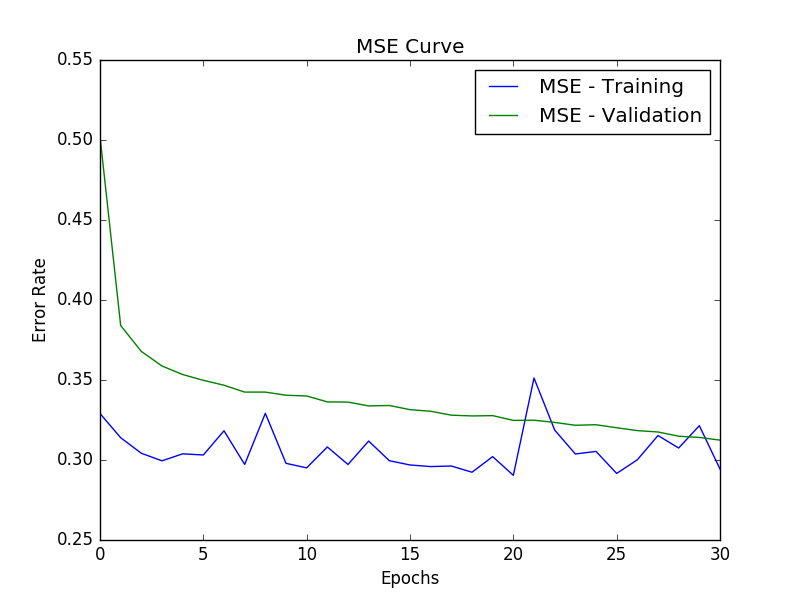 MSE Curve
MSE - Training
MSE - Validation
0.55
0.50
0.45
0.40
0.35
0.30
0.25
Error Rate
0 5 10 15 20 25 30
Epochs